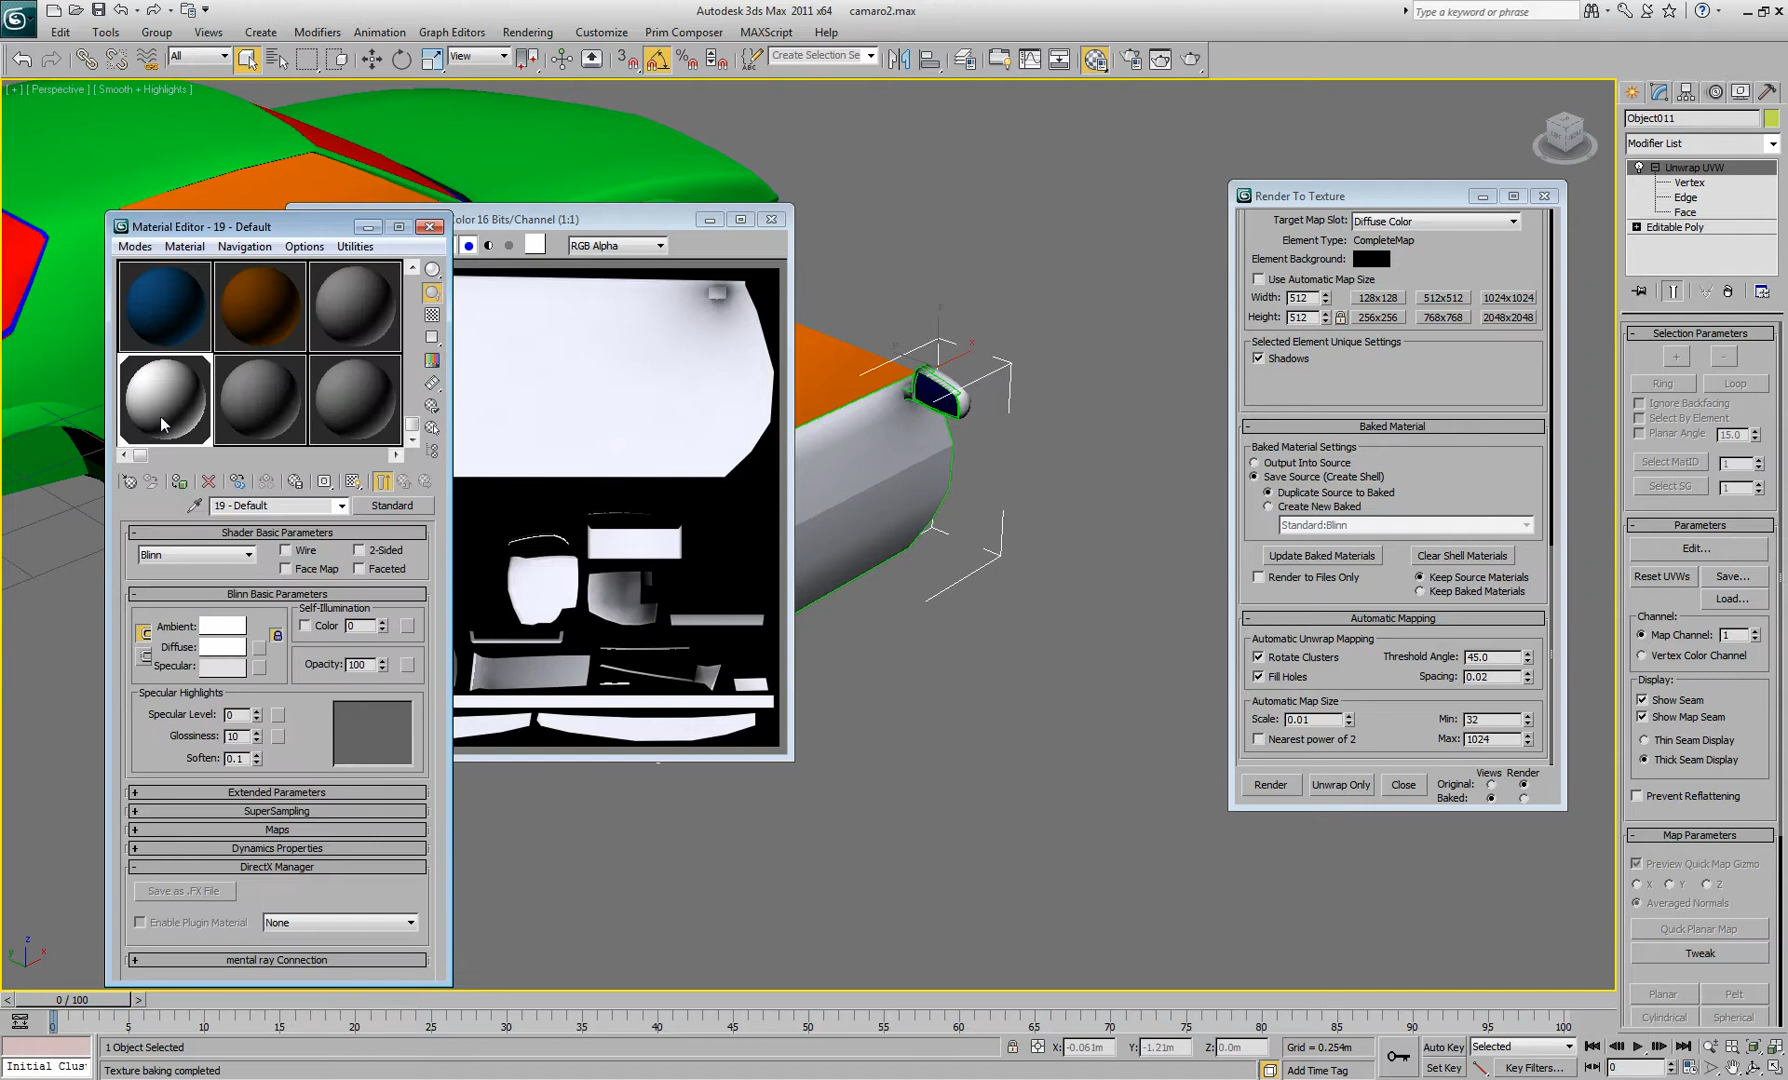 Autodesk 3ds Max 2011 x64 camaro2.max
Type a keyword or phrase
Edit Tools Group Views Create Modifiers Animation Graph Editors Rendering Customize Prim Composer MAXScript Help
All View 3 Create Selection Se
[ + ] [ Perspective ] [ Smooth + Highlights ]
Material Editor - 19 - Default
Modes Material Navigation Options Utilities
19 - Default Standard
Shader Basic Parameters
Blinn Wire 2-Sided
Face Map Faceted
Blinn Basic Parameters
Self-Illumination
Ambient: Color 0
Diffuse:
Specular: Opacity: 100
Specular Highlights
Specular Level: 0
Glossiness: 10
Soften: 0.1
+ Extended Parameters
+ SuperSampling
+ Maps
+ Dynamics Properties
- DirectX Manager
Save as .FX File
Enable Plugin Material None
+ mental ray Connection
olor 16 Bits/Channel (1:1)
RGB Alpha
Render To Texture
Target Map Slot: Diffuse Color
Element Type: CompleteMap
Element Background:
Use Automatic Map Size
Width: 512 128x128 512x512 1024x1024
Height: 512 256x256 768x768 2048x2048
Selected Element Unique Settings
Shadows
- Baked Material
Baked Material Settings
Output Into Source
Save Source (Create Shell)
Duplicate Source to Baked
Create New Baked
Standard:Blinn
Update Baked Materials Clear Shell Materials
Render to Files Only Keep Source Materials
Keep Baked Materials
- Automatic Mapping
Automatic Unwrap Mapping
Rotate Clusters Threshold Angle: 45.0
Fill Holes Spacing: 0.02
Automatic Map Size
Scale: 0.01 Min: 32
Nearest power of 2 Max: 1024
Views Render
Render Unwrap Only Close Original:
Baked:
Object011
Modifier List
Unwrap UVW
Vertex
Edge
Face
Editable Poly
- Selection Parameters
+ -
Ring Loop
Ignore Backfacing
Select By Element
Planar Angle 15.0
Select MatID 1
Select SG 1
- Parameters
Edit...
Reset UVWs Save...
Load...
Channel:
Map Channel: 1
Vertex Color Channel
Display:
Show Seam
Show Map Seam
Thin Seam Display
Thick Seam Display
Prevent Reflattening
- Map Parameters
Preview Quick Map Gizmo
X Y Z
Averaged Normals
Quick Planar Map
Tweak
Planar Pelt
Cylindrical Spherical
z
y x
< 0 / 100 >
0 5 10 15 20 25 30 35 40 45 50 55 60 65 70 75 80 85 90 95 100
1 Object Selected X: -0.061m Y: -1.21m Z: 0.0m Grid = 0.254m Auto Key Selected
Initial Clus Texture baking completed Add Time Tag Set Key Key Filters... 0